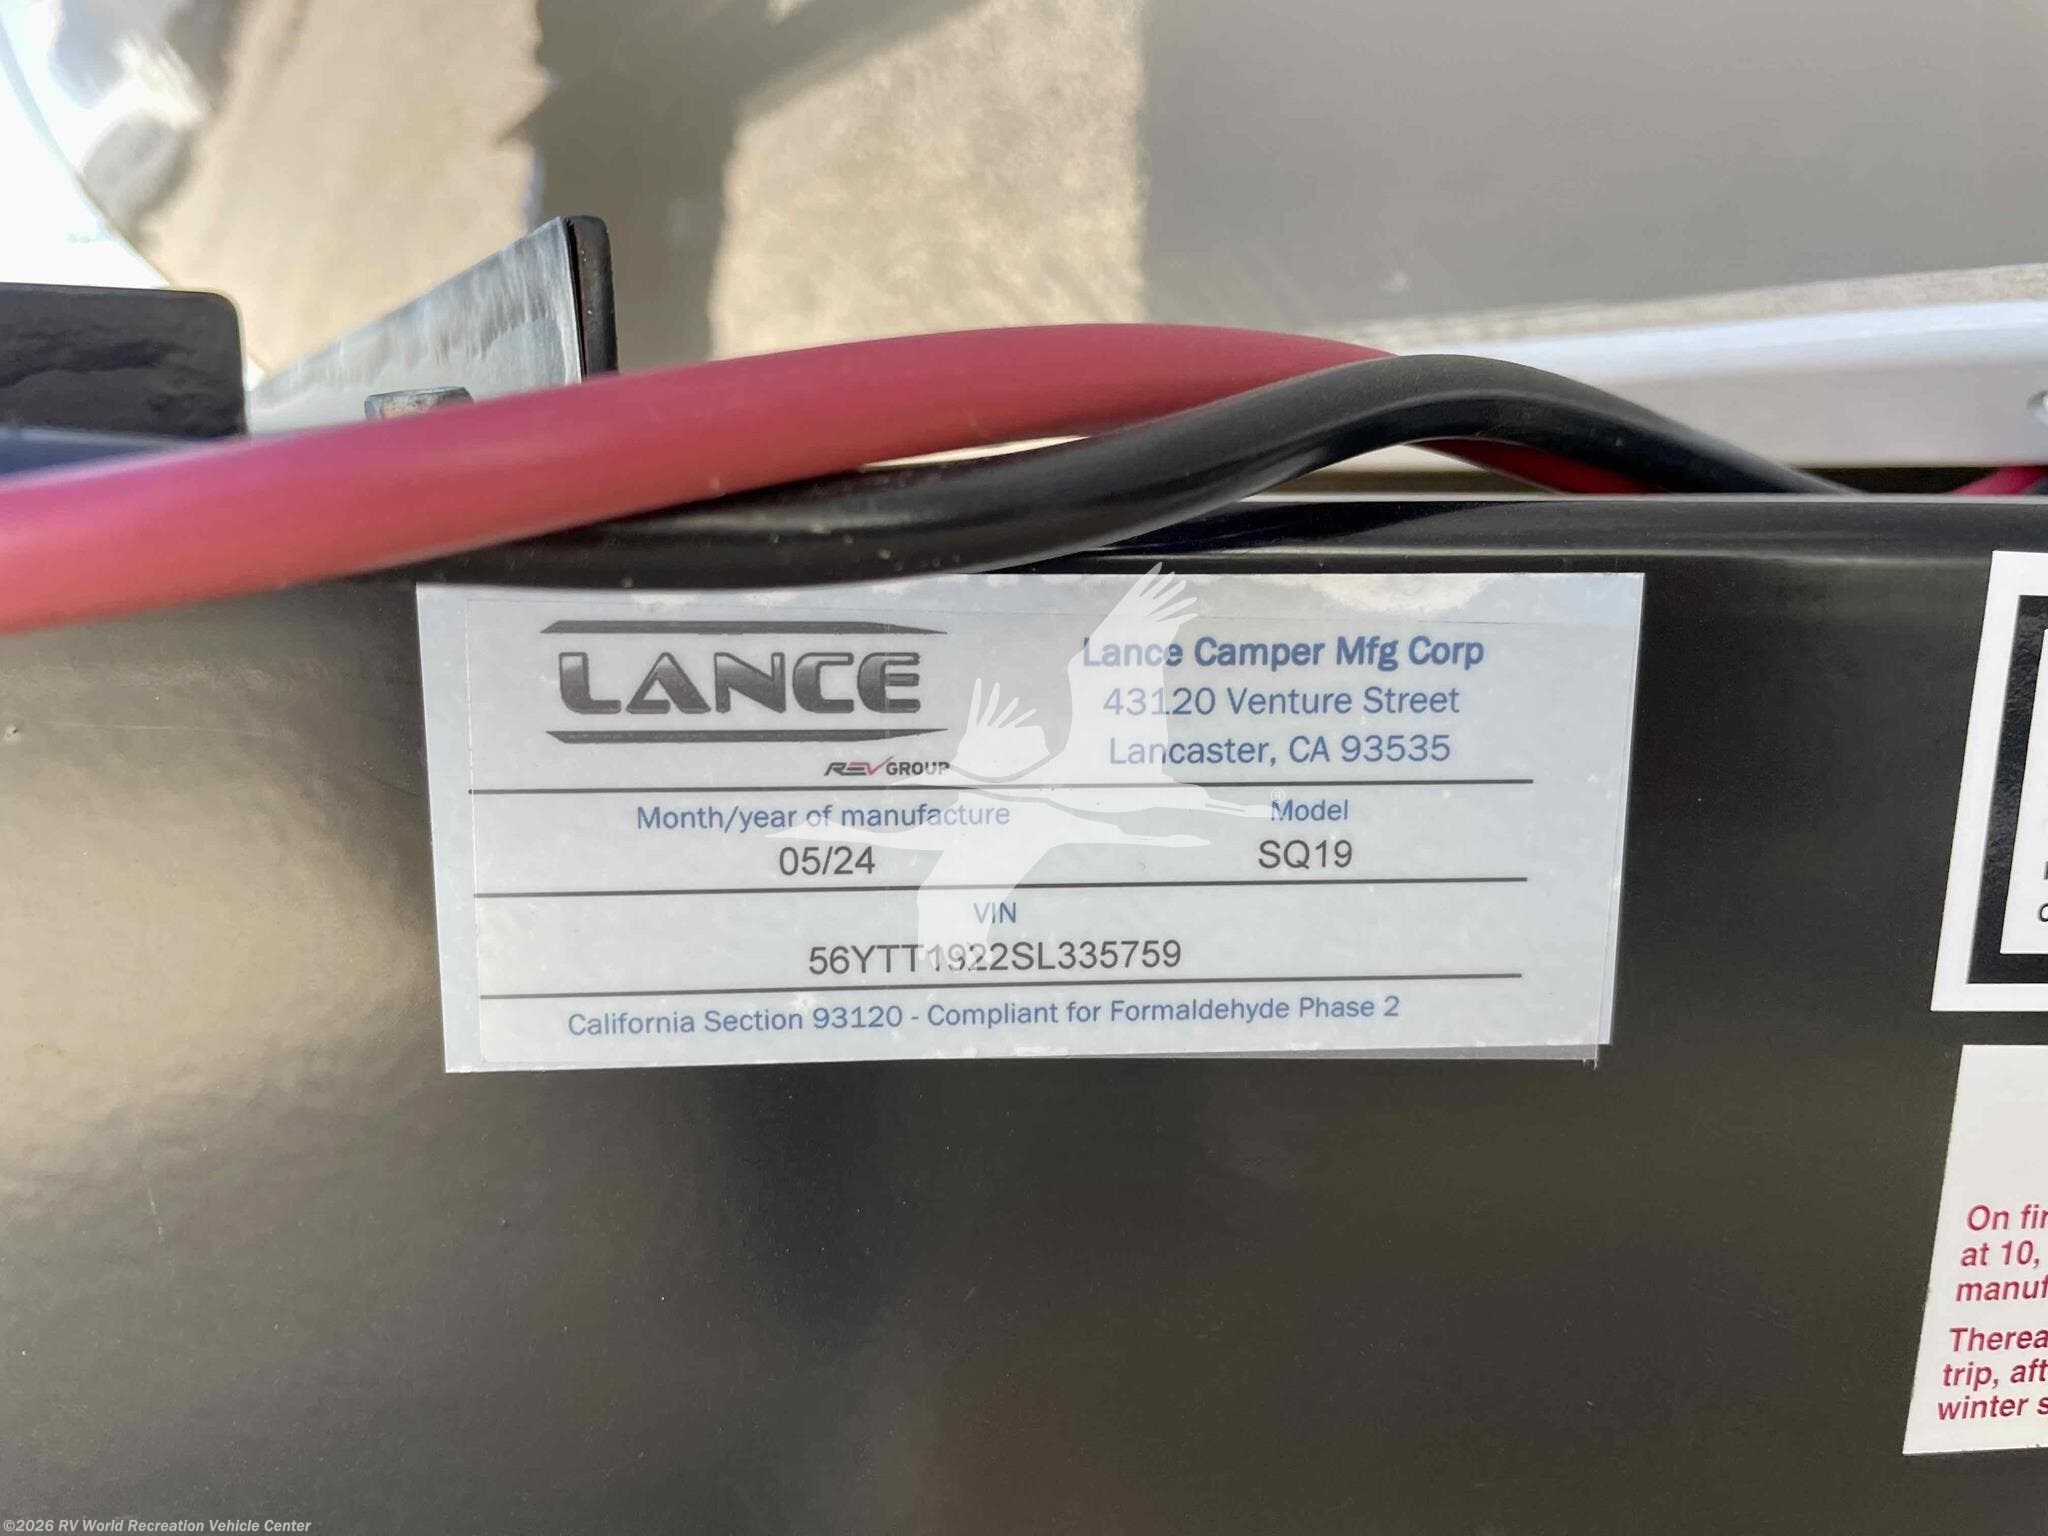 LANCE
REV GROUP
Lance Camper Mfg Corp
43120 Venture Street
Lancaster, CA 93535
Month/year of manufacture
05/24
Model
®
SQ19
VIN
56YTT1922SL335759
California Section 93120 - Compliant for Formaldehyde Phase 2
On fir
at 10,
manuf
Therea
trip, aft
winter s
©2026 RV World Recreation Vehicle Center